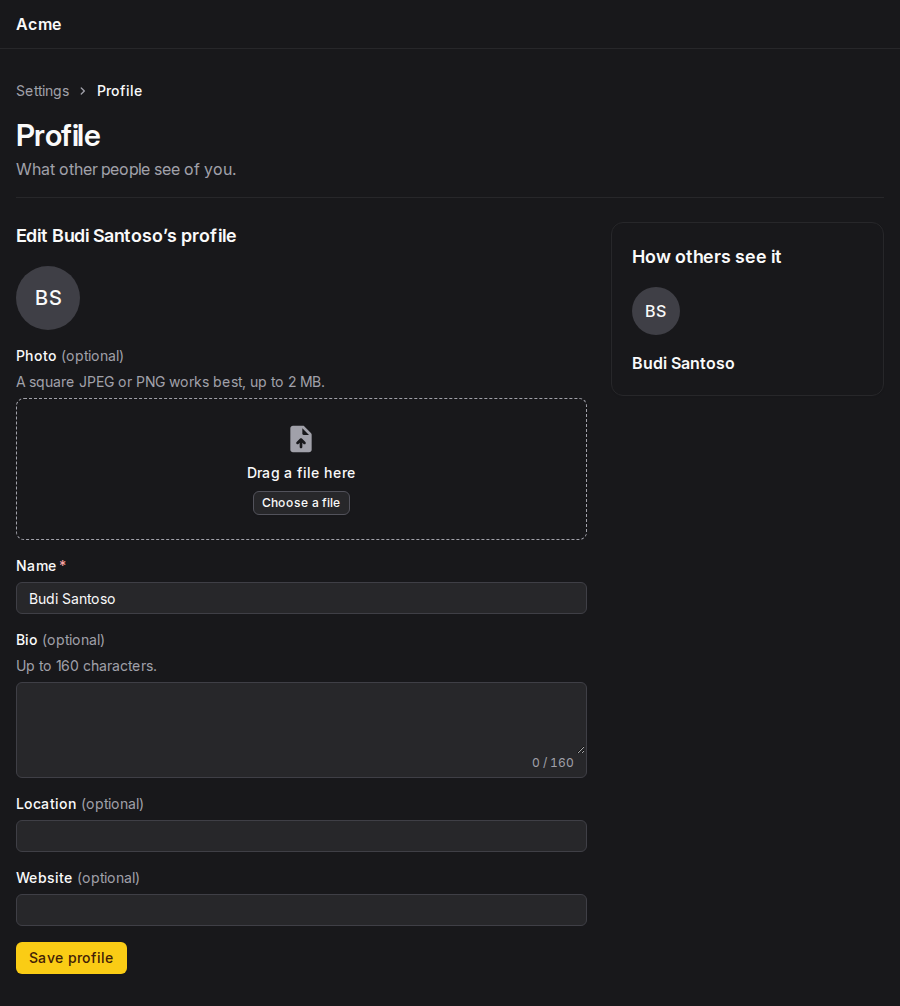 Acme
Settings › Profile
Profile
What other people see of you.
Edit Budi Santoso’s profile
BS
Photo (optional)
A square JPEG or PNG works best, up to 2 MB.
Drag a file here
Choose a file
Name *
Budi Santoso
Bio (optional)
Up to 160 characters.
0 / 160
Location (optional)
Website (optional)
Save profile
How others see it
BS
Budi Santoso